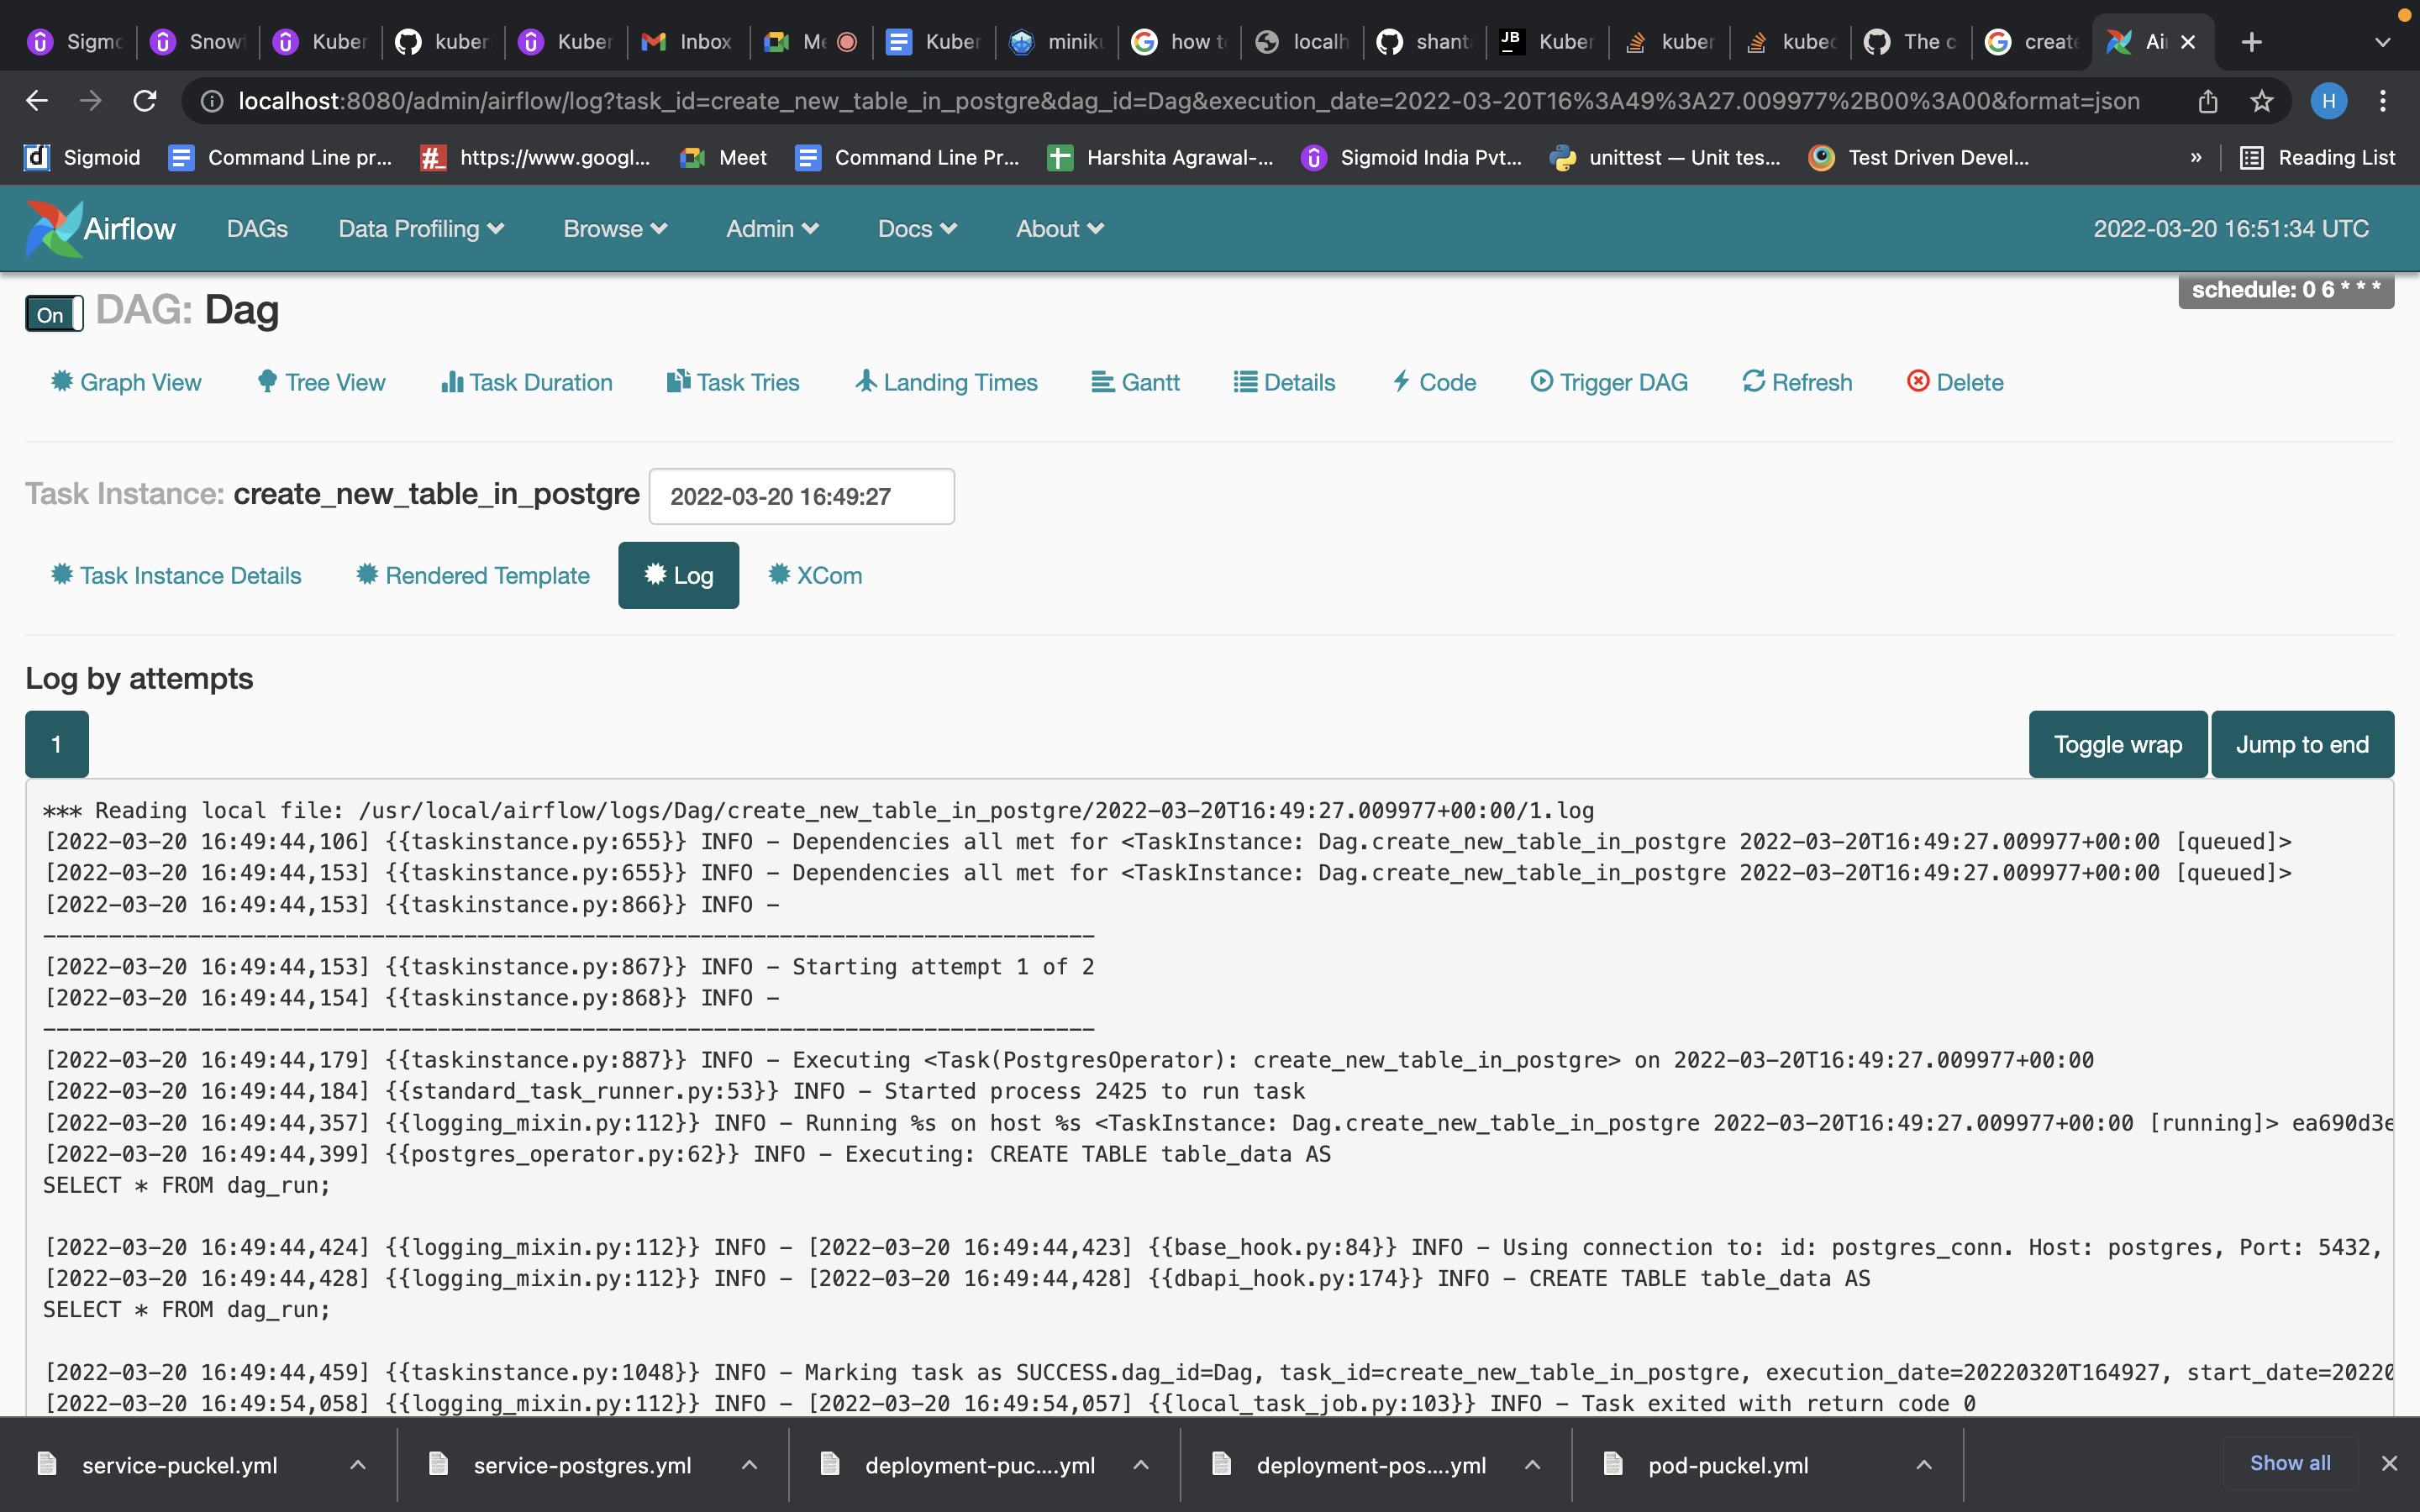 Sigmo Snowf Kuber kuber Kuber Inbox Me Kuber miniku how to localh shanta Kuber kuber kubec The c create Ai
localhost:8080/admin/airflow/log?task_id=create_new_table_in_postgre&dag_id=Dag&execution_date=2022-03-20T16%3A49%3A27.009977%2B00%3A00&format=json H
Sigmoid Command Line pr... https://www.googl... Meet Command Line Pr... Harshita Agrawal-... Sigmoid India Pvt... unittest — Unit tes... Test Driven Devel... » Reading List
Airflow DAGs Data Profiling Browse Admin Docs About 2022-03-20 16:51:34 UTC
schedule: 0 6 * * *
On DAG: Dag
Graph View Tree View Task Duration Task Tries Landing Times Gantt Details Code Trigger DAG Refresh Delete
Task Instance: create_new_table_in_postgre 2022-03-20 16:49:27
Task Instance Details Rendered Template Log XCom
Log by attempts
1 Toggle wrap Jump to end
*** Reading local file: /usr/local/airflow/logs/Dag/create_new_table_in_postgre/2022-03-20T16:49:27.009977+00:00/1.log
[2022-03-20 16:49:44,106] {{taskinstance.py:655}} INFO - Dependencies all met for <TaskInstance: Dag.create_new_table_in_postgre 2022-03-20T16:49:27.009977+00:00 [queued]>
[2022-03-20 16:49:44,153] {{taskinstance.py:655}} INFO - Dependencies all met for <TaskInstance: Dag.create_new_table_in_postgre 2022-03-20T16:49:27.009977+00:00 [queued]>
[2022-03-20 16:49:44,153] {{taskinstance.py:866}} INFO -
--------------------------------------------------------------------------------
[2022-03-20 16:49:44,153] {{taskinstance.py:867}} INFO - Starting attempt 1 of 2
[2022-03-20 16:49:44,154] {{taskinstance.py:868}} INFO -
--------------------------------------------------------------------------------
[2022-03-20 16:49:44,179] {{taskinstance.py:887}} INFO - Executing <Task(PostgresOperator): create_new_table_in_postgre> on 2022-03-20T16:49:27.009977+00:00
[2022-03-20 16:49:44,184] {{standard_task_runner.py:53}} INFO - Started process 2425 to run task
[2022-03-20 16:49:44,357] {{logging_mixin.py:112}} INFO - Running %s on host %s <TaskInstance: Dag.create_new_table_in_postgre 2022-03-20T16:49:27.009977+00:00 [running]> ea690d3e
[2022-03-20 16:49:44,399] {{postgres_operator.py:62}} INFO - Executing: CREATE TABLE table_data AS
SELECT * FROM dag_run;
[2022-03-20 16:49:44,424] {{logging_mixin.py:112}} INFO - [2022-03-20 16:49:44,423] {{base_hook.py:84}} INFO - Using connection to: id: postgres_conn. Host: postgres, Port: 5432,
[2022-03-20 16:49:44,428] {{logging_mixin.py:112}} INFO - [2022-03-20 16:49:44,428] {{dbapi_hook.py:174}} INFO - CREATE TABLE table_data AS
SELECT * FROM dag_run;
[2022-03-20 16:49:44,459] {{taskinstance.py:1048}} INFO - Marking task as SUCCESS.dag_id=Dag, task_id=create_new_table_in_postgre, execution_date=20220320T164927, start_date=20220
[2022-03-20 16:49:54,058] {{logging_mixin.py:112}} INFO - [2022-03-20 16:49:54,057] {{local_task_job.py:103}} INFO - Task exited with return code 0
service-puckel.yml service-postgres.yml deployment-puc....yml deployment-pos....yml pod-puckel.yml Show all